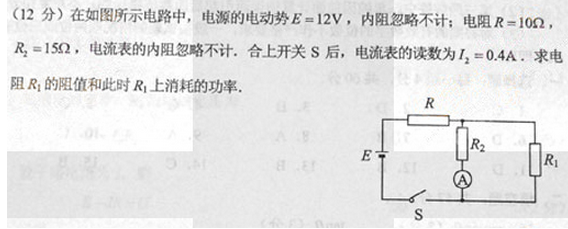 (12 分) 在如图所示电路中，电源的电动势 E=12V，内阻忽略不计；电阻 R=10Ω，
R₂=15Ω，电流表的内阻忽略不计．合上开关 S 后，电流表的读数为 I₂=0.4A．求电
阻 R₁ 的阻值和此时 R₁ 上消耗的功率．
R
E
R₂
R₁
A
S